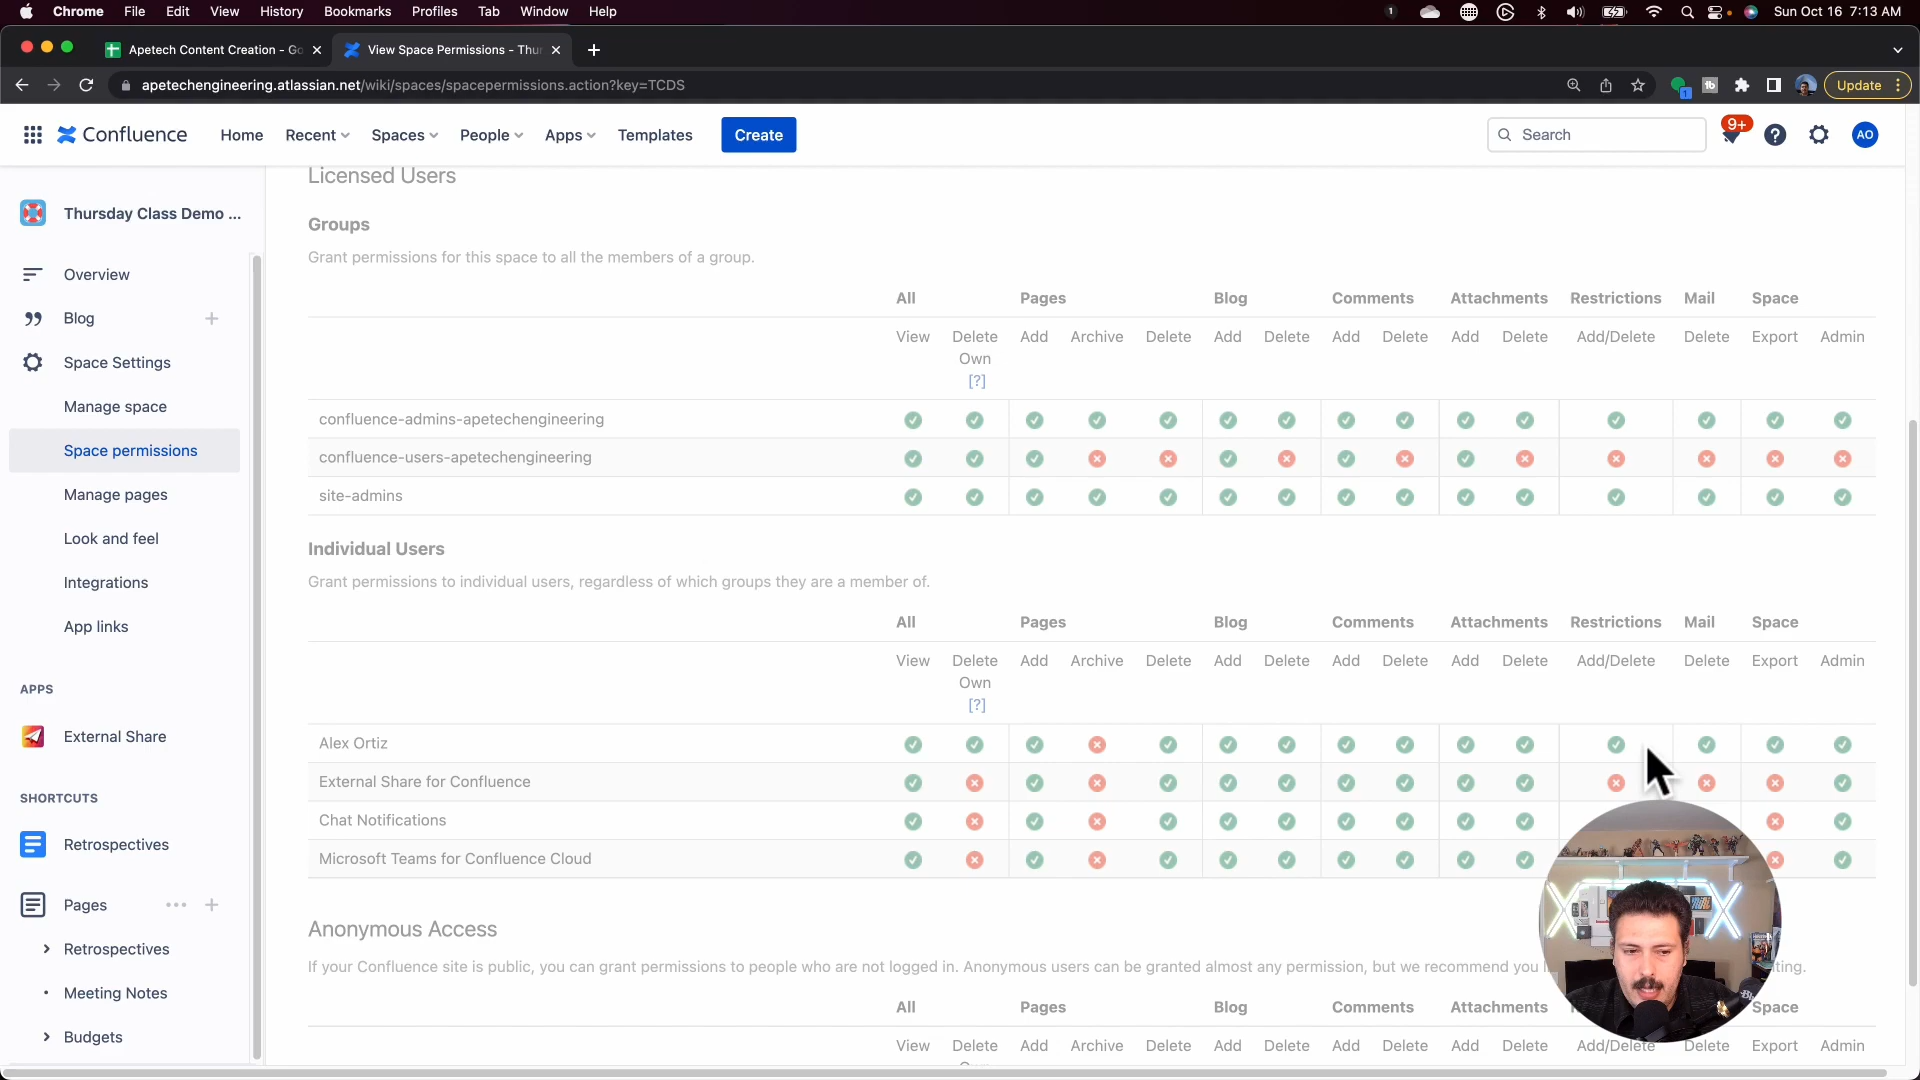 Chrome File Edit View History Bookmarks Profiles Tab Window Help
1 Sun Oct 16 7:13 AM
Apetech Content Creation - Go
View Space Permissions - Thur
apetechengineering.atlassian.net/wiki/spaces/spacepermissions.action?key=TCDS
1 tb Update
Confluence Home Recent Spaces People Apps Templates Create
Search 9+ ? AO
Thursday Class Demo ...
Overview
Blog
Space Settings
Manage space
Space permissions
Manage pages
Look and feel
Integrations
App links
APPS
External Share
SHORTCUTS
Retrospectives
Pages
Retrospectives
Meeting Notes
Budgets
Licensed Users
Groups
Grant permissions for this space to all the members of a group.
All Pages Blog Comments Attachments Restrictions Mail Space
View Delete Own [?] Add Archive Delete Add Delete Add Delete Add Delete Add/Delete Delete Export Admin
confluence-admins-apetechengineering
confluence-users-apetechengineering
site-admins
Individual Users
Grant permissions to individual users, regardless of which groups they are a member of.
All Pages Blog Comments Attachments Restrictions Mail Space
View Delete Own [?] Add Archive Delete Add Delete Add Delete Add Delete Add/Delete Delete Export Admin
Alex Ortiz
External Share for Confluence
Chat Notifications
Microsoft Teams for Confluence Cloud
Anonymous Access
If your Confluence site is public, you can grant permissions to people who are not logged in. Anonymous users can be granted almost any permission, but we recommend you
All Pages Blog Comments Attachments Space
View Delete Add Archive Delete Add Delete Add Delete Add Delete Add/Delete Delete Export Admin